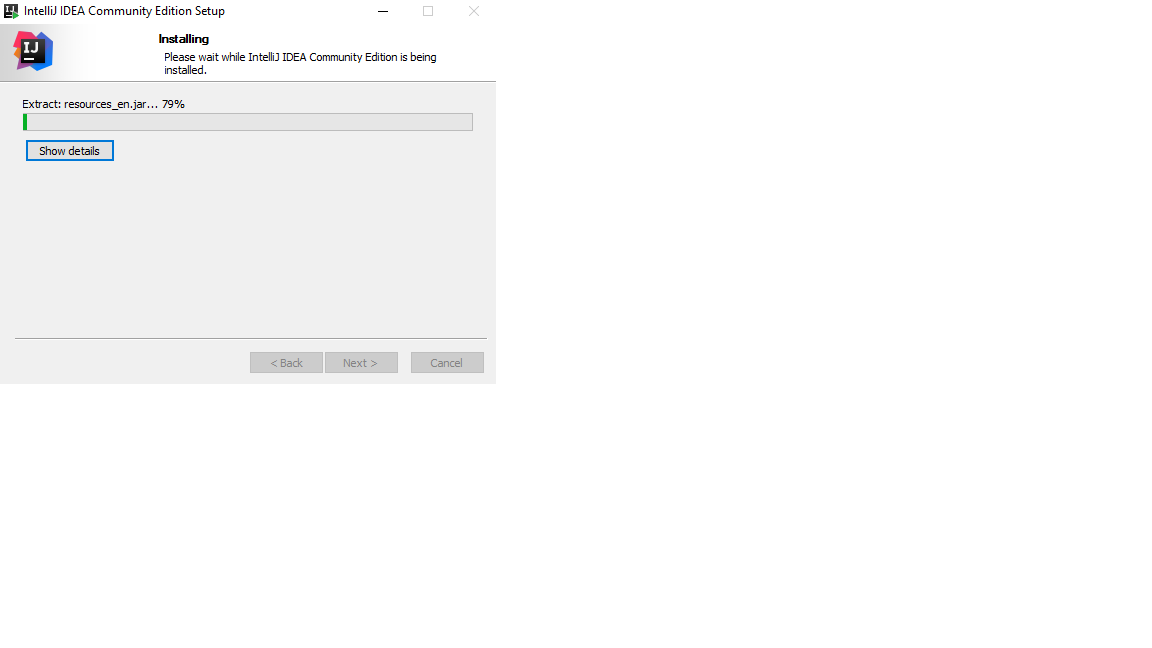 IntelliJ IDEA Community Edition Setup
IJ
Installing
Please wait while IntelliJ IDEA Community Edition is being
installed.
Extract: resources_en.jar... 79%
Show details
< Back
Next >
Cancel